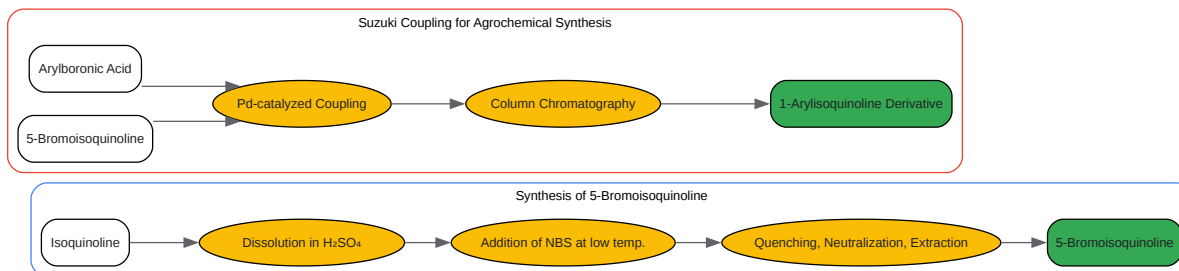 Suzuki Coupling for Agrochemical Synthesis
Arylboronic Acid
Pd-catalyzed Coupling
Column Chromatography
1-Arylisoquinoline Derivative
5-Bromoisoquinoline
Synthesis of 5-Bromoisoquinoline
Isoquinoline
Dissolution in H₂SO₄
Addition of NBS at low temp.
Quenching, Neutralization, Extraction
5-Bromoisoquinoline